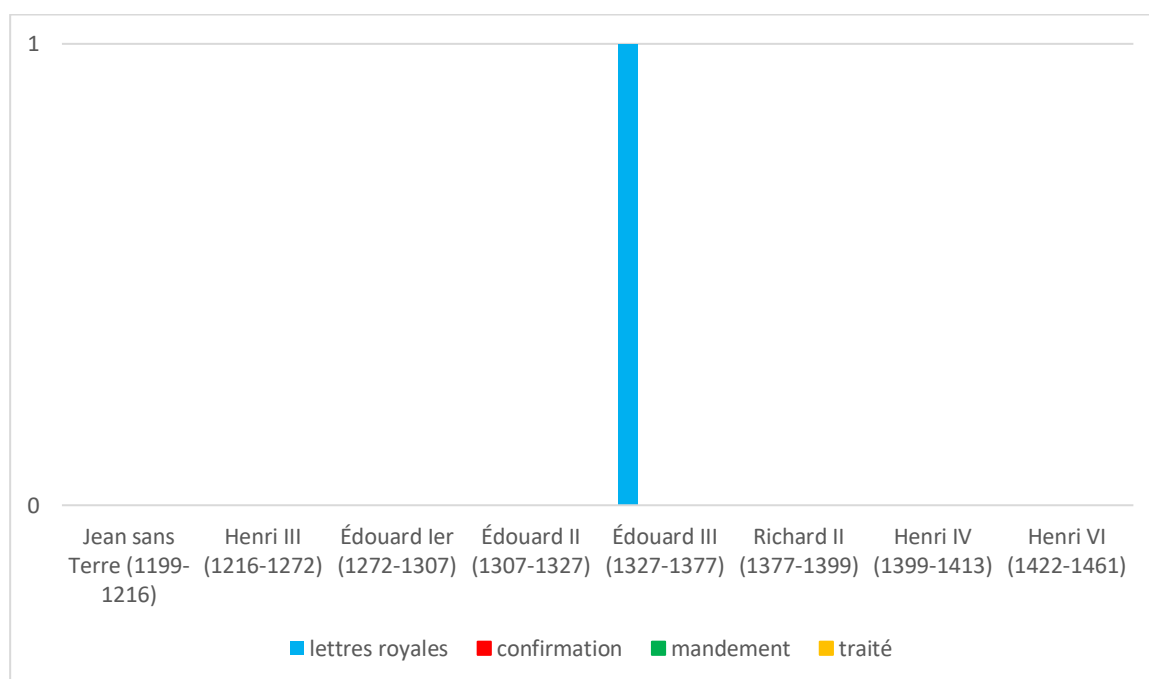 1
0
Jean sans Henri III Édouard Ier Édouard II Édouard III Richard II Henri IV Henri VI
Terre (1199- (1216-1272) (1272-1307) (1307-1327) (1327-1377) (1377-1399) (1399-1413) (1422-1461)
1216)
lettres royales confirmation mandement traité